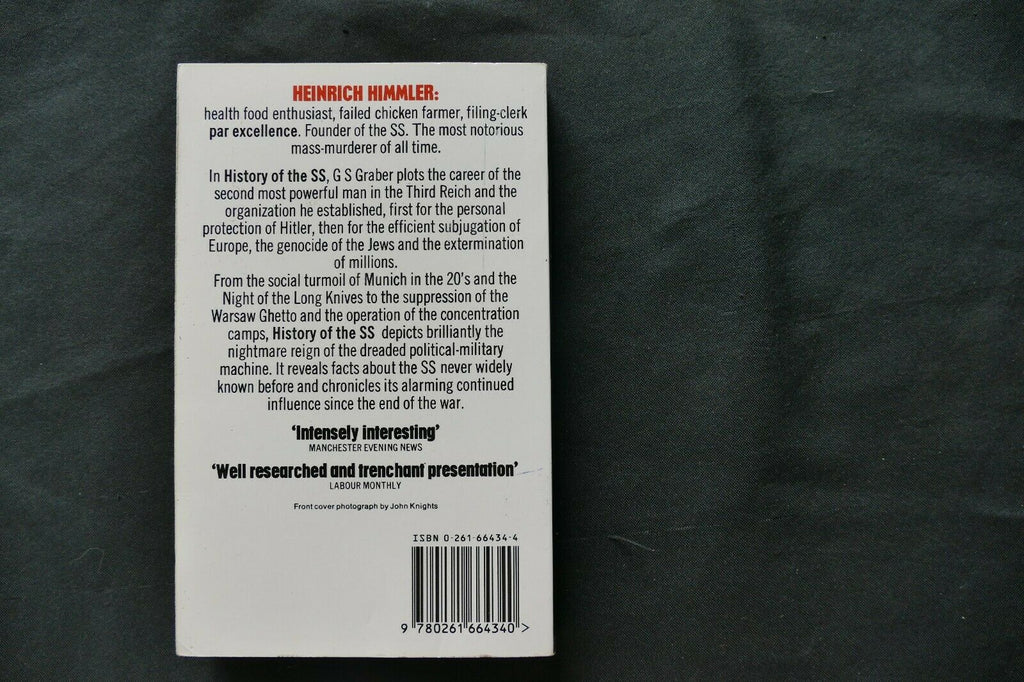 HEINRICH HIMMLER:
health food enthusiast, failed chicken farmer, filing-clerk
par excellence. Founder of the SS. The most notorious
mass-murderer of all time.
In History of the SS, G S Graber plots the career of the
second most powerful man in the Third Reich and the
organization he established, first for the personal
protection of Hitler, then for the efficient subjugation of
Europe, the genocide of the Jews and the extermination
of millions.
From the social turmoil of Munich in the 20's and the
Night of the Long Knives to the suppression of the
Warsaw Ghetto and the operation of the concentration
camps, History of the SS depicts brilliantly the
nightmare reign of the dreaded political-military
machine. It reveals facts about the SS never widely
known before and chronicles its alarming continued
influence since the end of the war.
'Intensely interesting'
MANCHESTER EVENING NEWS
'Well researched and trenchant presentation'
LABOUR MONTHLY
Front cover photograph by John Knights
ISBN 0-261-66434-4
9 780261 664340 >